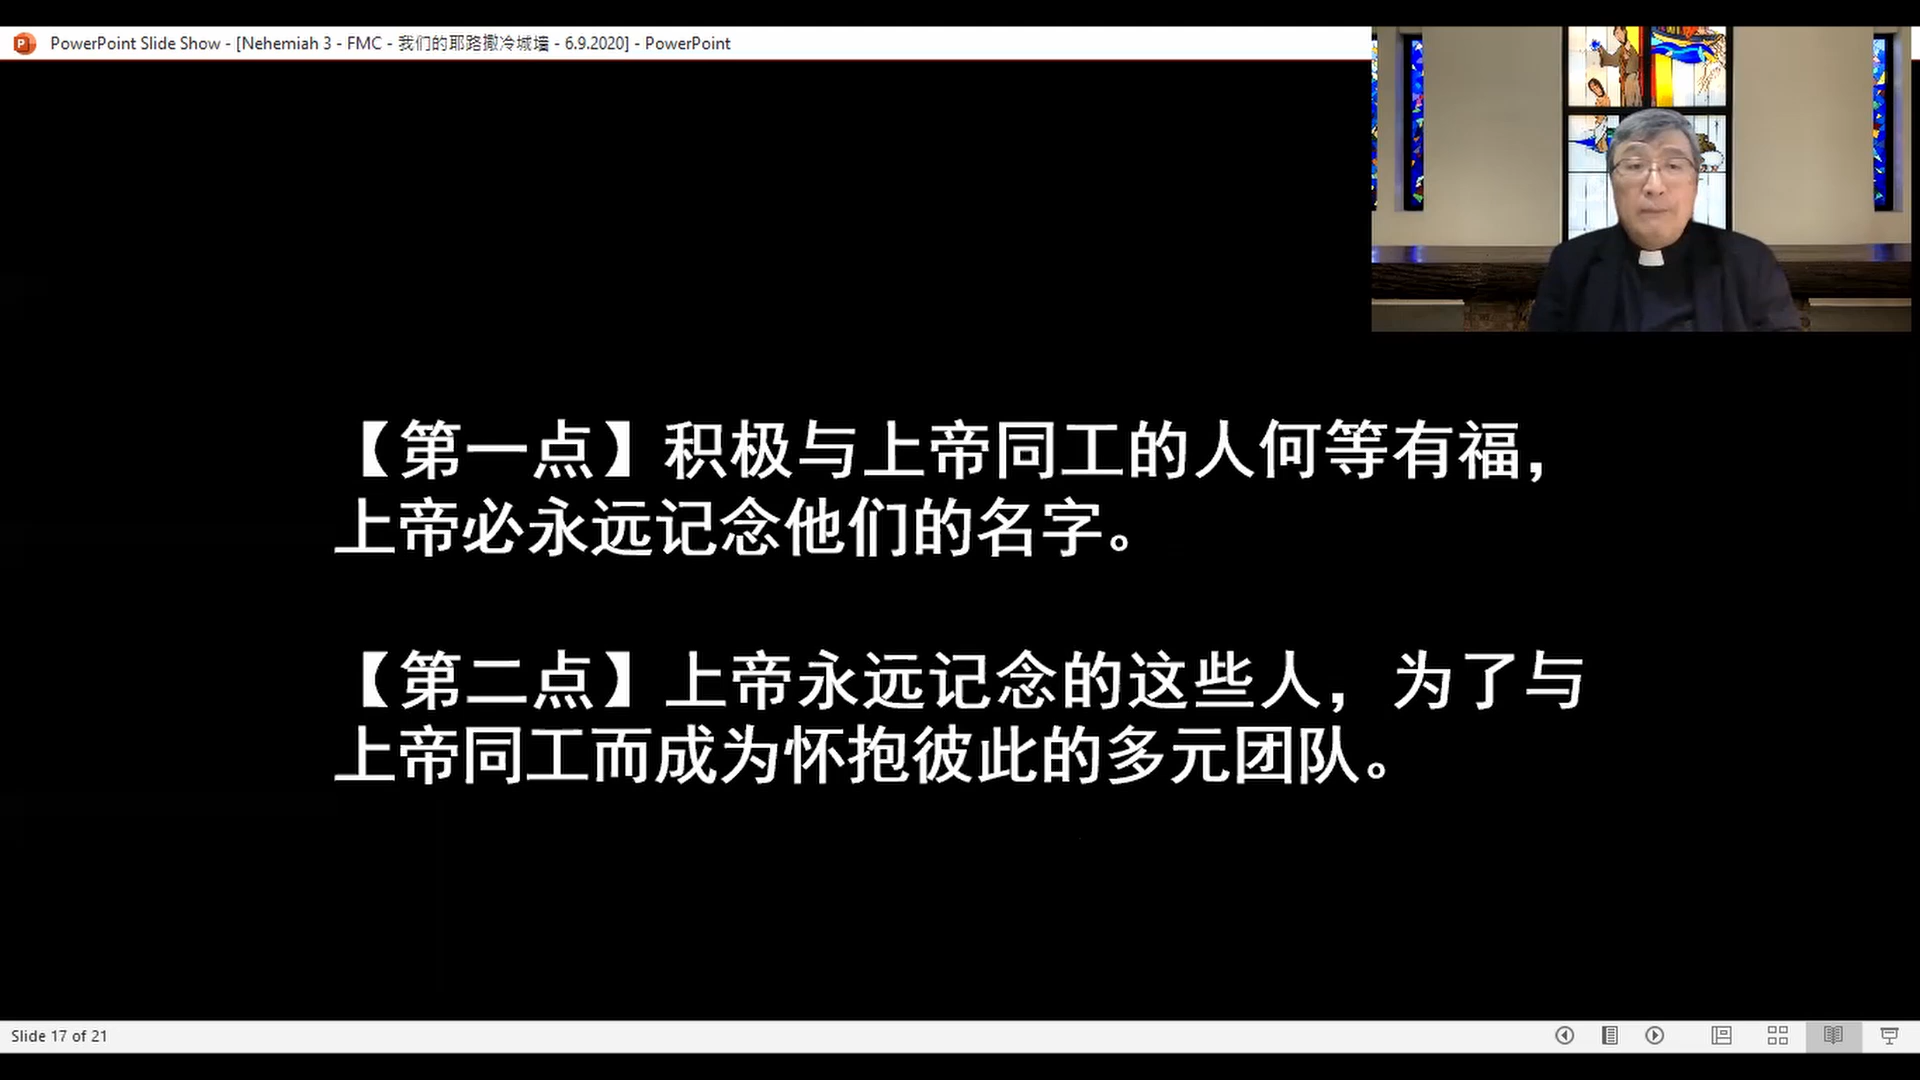 PowerPoint Slide Show - [Nehemiah 3 - FMC - 我们的耶路撒冷城墙 - 6.9.2020] - PowerPoint
【第一点】积极与上帝同工的人何等有福，
上帝必永远记念他们的名字。
【第二点】上帝永远记念的这些人，为了与
上帝同工而成为怀抱彼此的多元团队。
Slide 17 of 21